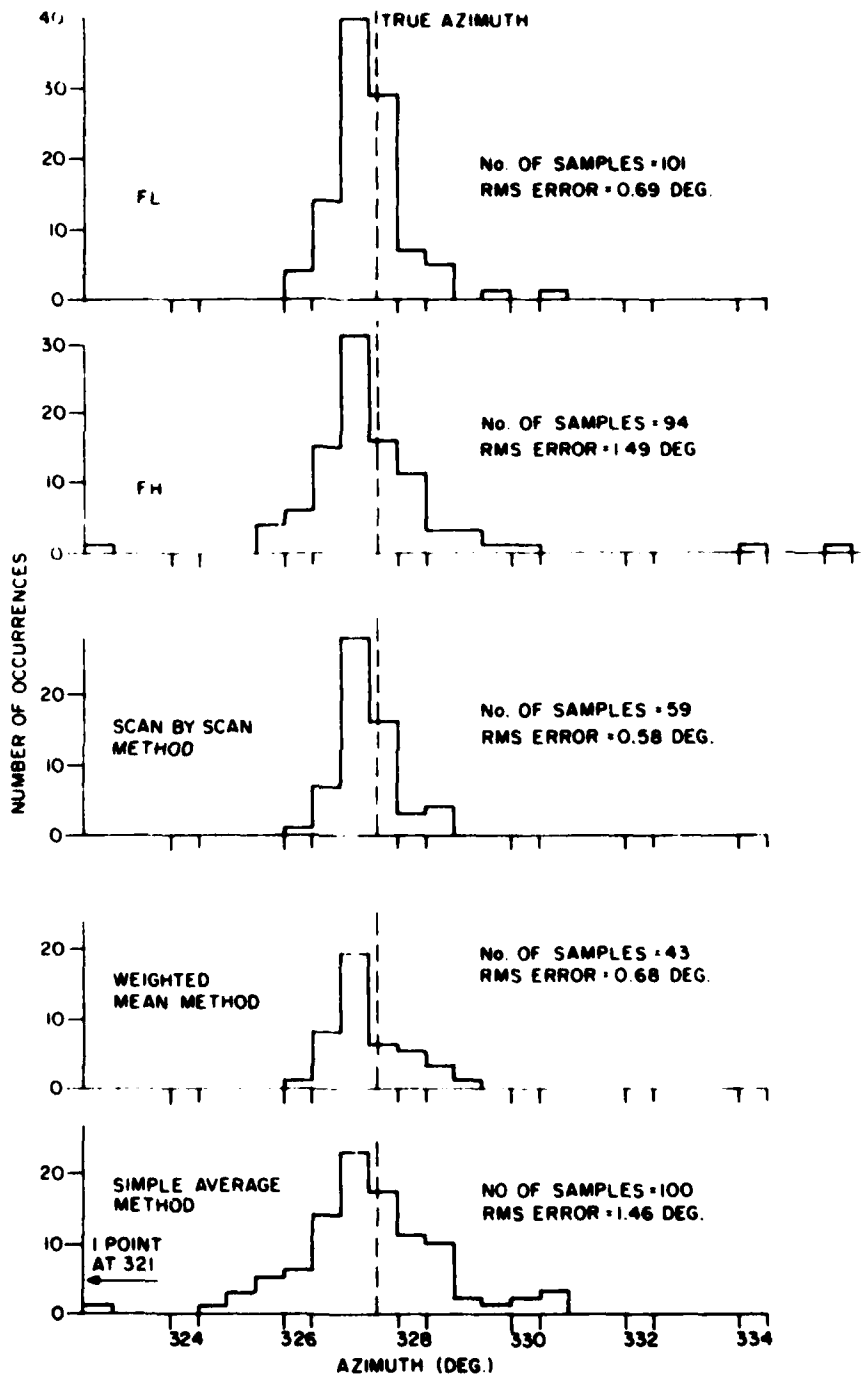 40
TRUE AZIMUTH
30
20
10
0
FL
No. OF SAMPLES = 101
RMS ERROR = 0.69 DEG.
30
20
10
0
FH
No. OF SAMPLES = 94
RMS ERROR = 1.49 DEG
NUMBER OF OCCURRENCES
20
10
0
SCAN BY SCAN
METHOD
No. OF SAMPLES = 59
RMS ERROR = 0.58 DEG.
20
10
0
WEIGHTED
MEAN METHOD
No. OF SAMPLES = 43
RMS ERROR = 0.68 DEG.
20
10
0
SIMPLE AVERAGE
METHOD
1 POINT
AT 321
NO OF SAMPLES = 100
RMS ERROR = 1.46 DEG.
324 326 328 330 332 334
AZIMUTH (DEG.)